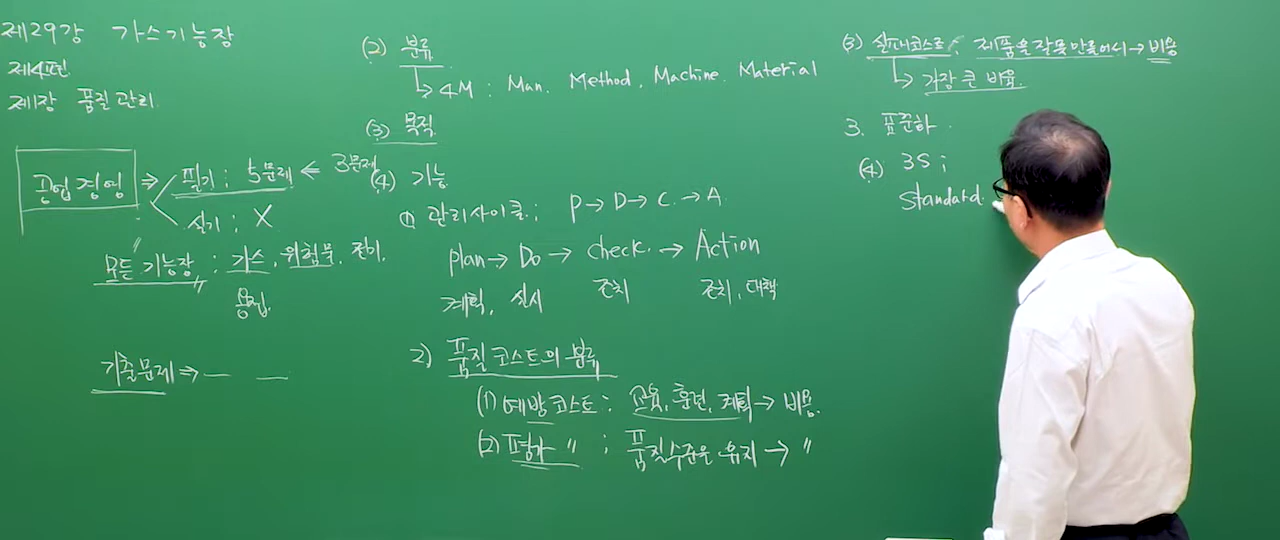 제29강 가스기능장
제4편
제1장 품질관리
공업경영 ⇒ 필기 ; 5문제 ⇐ 3문제
실기 ; X
"모든 기능장" ; 가스, 위험물, 전기,
용접
기출문제 ⇒ — —
(2) 분류
↳ 4M ; Man. Method. Machine. Material
(3) 목적
(4) 기능
① 관리사이클 ; P → D → C → A
plan → Do → check. → Action
계획, 실시 조치 조치, 대책
2) 품질코스트의 분류
(1) 예방코스트 ; 교육, 훈련, 계획 → 비용
(2) 평가 〃 ; 품질수준을 유지 → 〃
(3) 실패코스트 ; 제품을 잘못 만들어서 → 비용
↳ 가장 큰 비율
3. 표준하
(4) 3S ;
standard